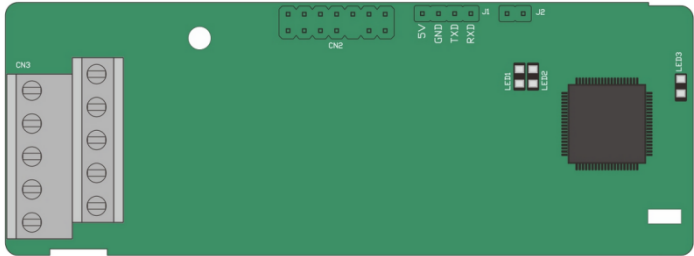 J1
J2
5V
GND
TXD
RXD
CN2
CN3
LED1
LED2
LED3